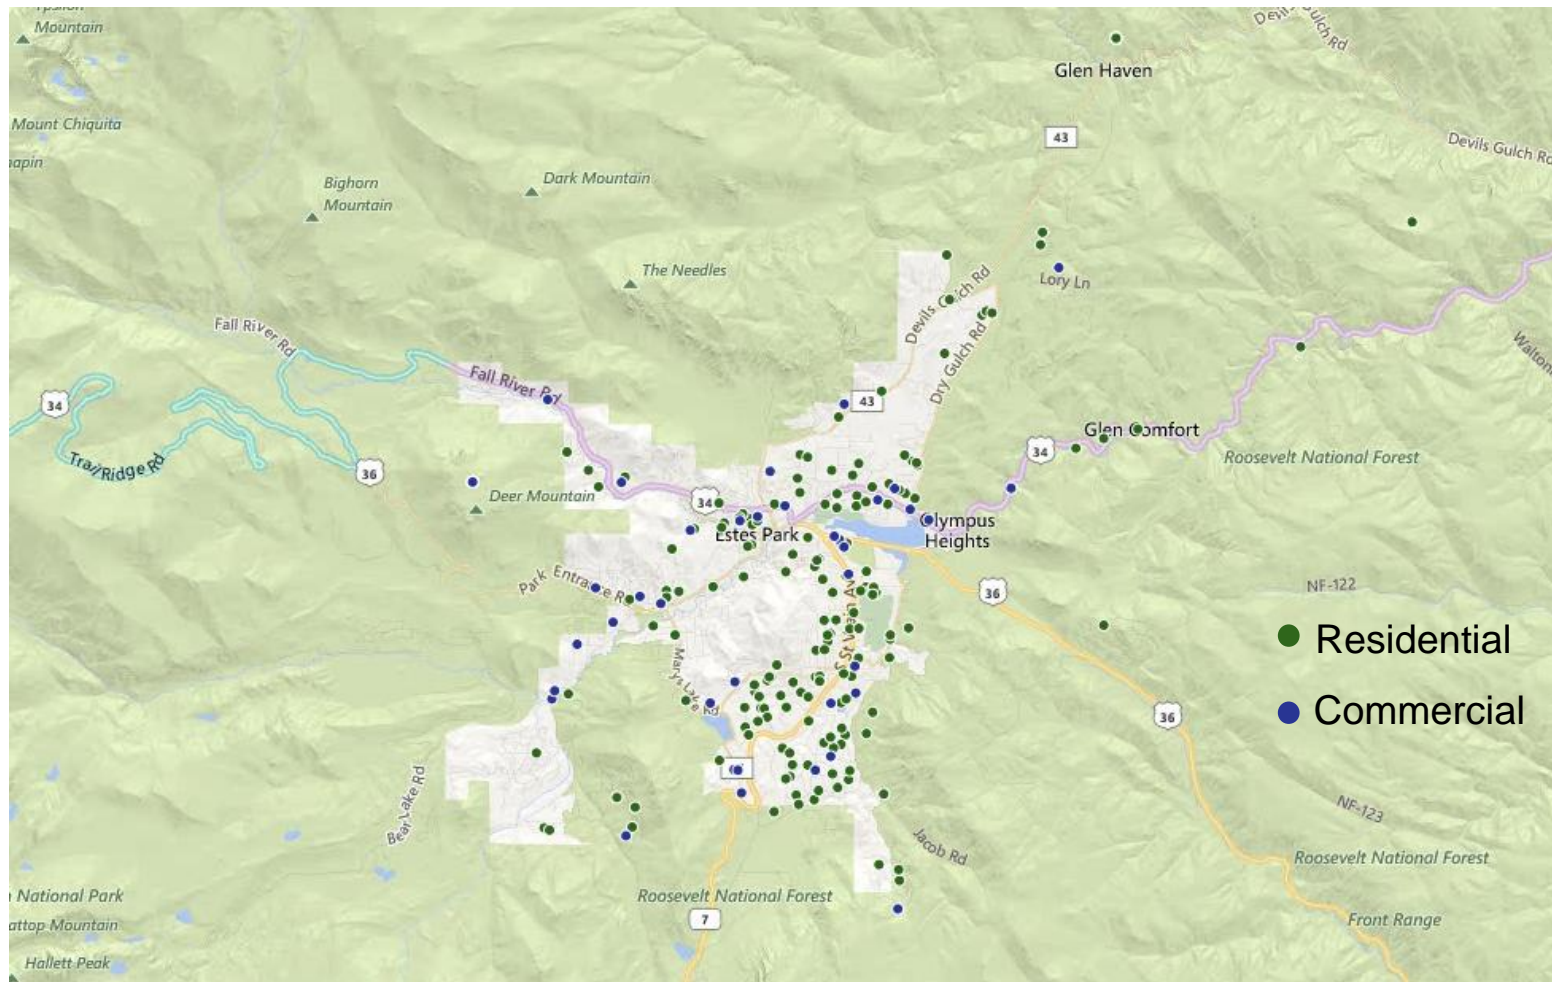 Mountain
Mount Chiquita
Bighorn
Mountain
Dark Mountain
The Needles
Glen Haven
43
Devils Gulch Rd
Devils Gulch Rd
Lory Ln
Devils Gulch Rd
Dry Gulch Rd
Fall River Rd
Fall River Rd
34
Trail Ridge Rd
36
Deer Mountain
43
34
34
Glen Comfort
Roosevelt National Forest
Estes Park
Olympus
Heights
36
NF-122
Park Entrance Rd
S St Vrain Av
Marys Lake Rd
Residential
Commercial
36
Bear Lake Rd
NF-123
Jacob Rd
Roosevelt National Forest
Roosevelt National Forest
7
Front Range
National Park
Hallett Peak